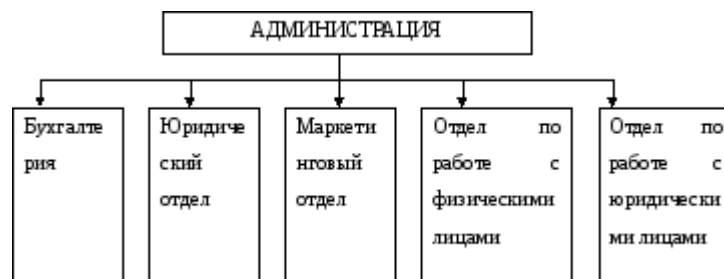 АДМИНИСТРАЦИЯ
Бухгалте
рия
Юридиче
ский
отдел
Маркети
нговый
отдел
Отдел по
работе с
физическими
лицами
Отдел по
работе с
юридически
ми лицами